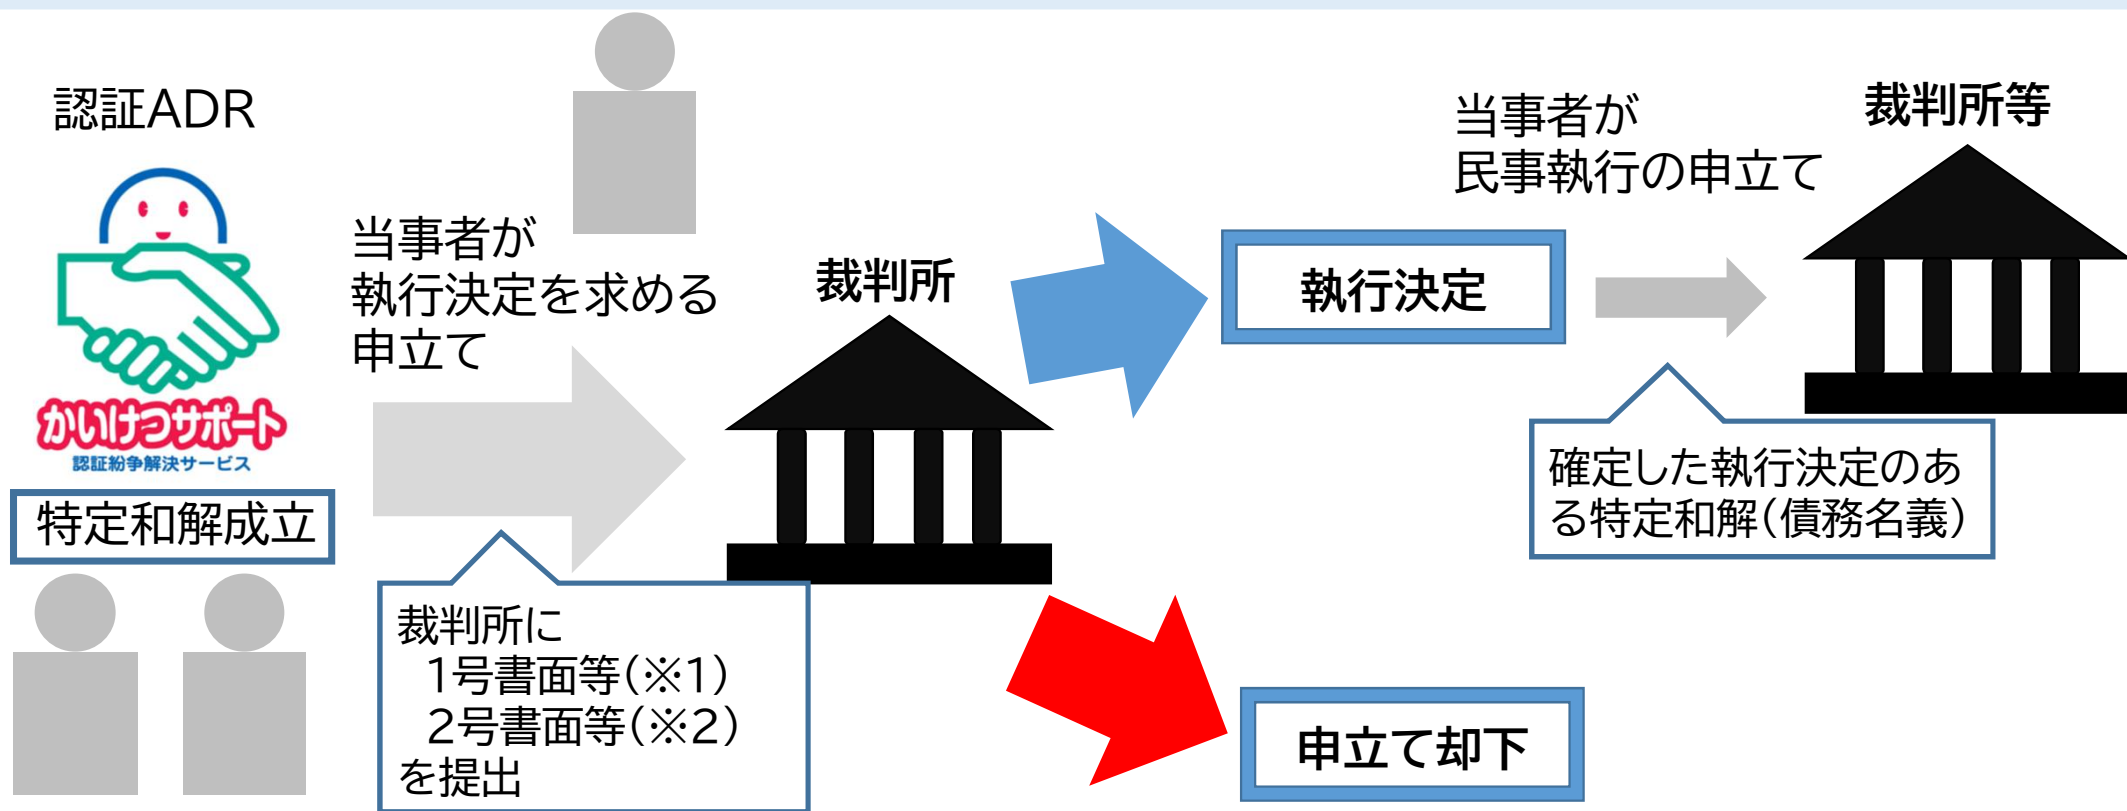 認証ADR
かいけつサポート
認証紛争解決サービス
特定和解成立
当事者が
執行決定を求める
申立て
裁判所に
1号書面等(※1)
2号書面等(※2)
を提出
裁判所
執行決定
申立て却下
当事者が
民事執行の申立て
確定した執行決定のあ
る特定和解(債務名義)
裁判所等